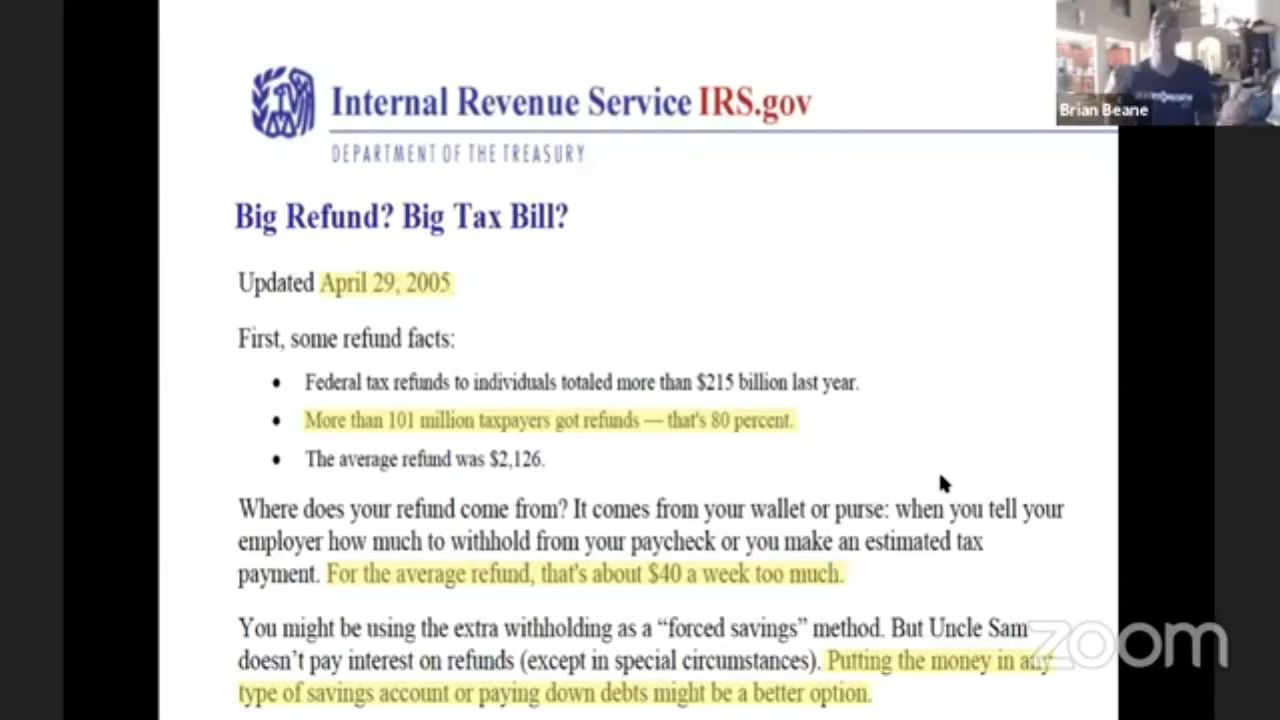 Internal Revenue Service IRS.gov
DEPARTMENT OF THE TREASURY
Brian Beane
Big Refund? Big Tax Bill?
Updated April 29, 2005
First, some refund facts:
• Federal tax refunds to individuals totaled more than $215 billion last year.
• More than 101 million taxpayers got refunds — that's 80 percent.
• The average refund was $2,126.
Where does your refund come from? It comes from your wallet or purse: when you tell your
employer how much to withhold from your paycheck or you make an estimated tax
payment. For the average refund, that's about $40 a week too much.
You might be using the extra withholding as a “forced savings” method. But Uncle Sam
doesn’t pay interest on refunds (except in special circumstances). Putting the money in any
type of savings account or paying down debts might be a better option.
zoom